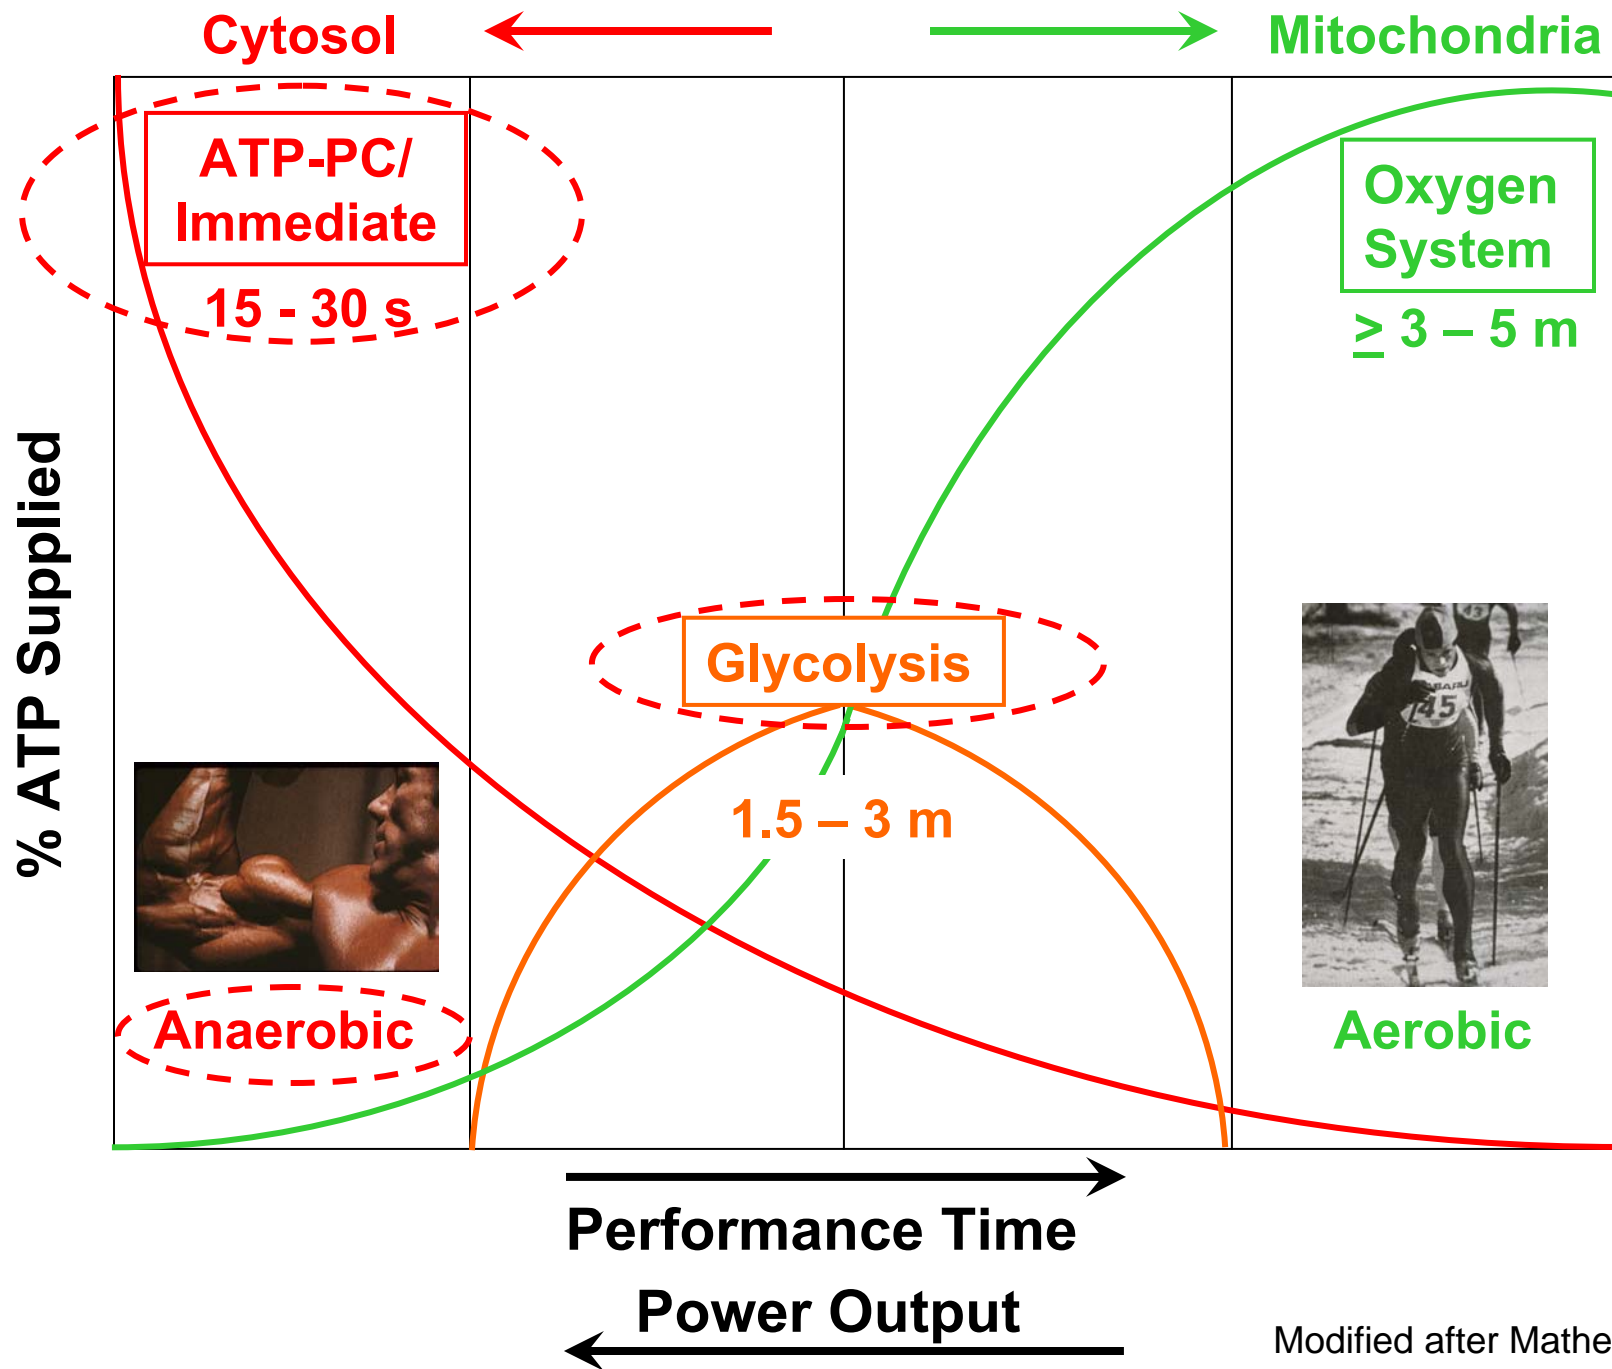 Cytosol
Mitochondria
ATP-PC/
Immediate
15 - 30 s
Oxygen
System
≥ 3 – 5 m
% ATP Supplied
Glycolysis
1.5 – 3 m
45
Anaerobic
Aerobic
Performance Time
Power Output
Modified after Mathe